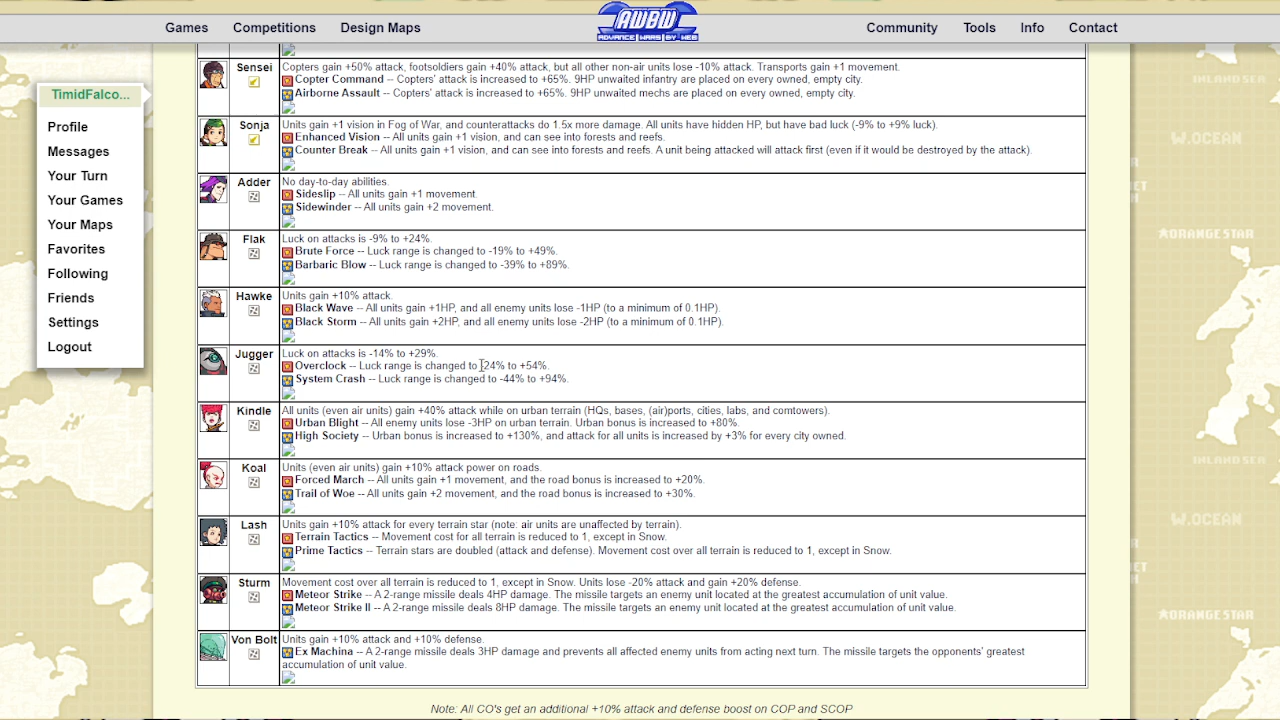 Games
Competitions
Design Maps
AWBW
ADVANCE WARS BY WEB
Community
Tools
Info
Contact
TimidFalco...
Profile
Messages
Your Turn
Your Games
Your Maps
Favorites
Following
Friends
Settings
Logout
Sensei
Copters gain +50% attack, footsoldiers gain +40% attack, but all other non-air units lose -10% attack. Transports gain +1 movement.
Copter Command -- Copters' attack is increased to +65%. 9HP unwaited infantry are placed on every owned, empty city.
Airborne Assault -- Copters' attack is increased to +65%. 9HP unwaited mechs are placed on every owned, empty city.
Sonja
Units gain +1 vision in Fog of War, and counterattacks do 1.5x more damage. All units have hidden HP, but have bad luck (-9% to +9% luck).
Enhanced Vision -- All units gain +1 vision, and can see into forests and reefs.
Counter Break -- All units gain +1 vision, and can see into forests and reefs. A unit being attacked will attack first (even if it would be destroyed by the attack).
Adder
No day-to-day abilities.
Sideslip -- All units gain +1 movement.
Sidewinder -- All units gain +2 movement.
Flak
Luck on attacks is -9% to +24%.
Brute Force -- Luck range is changed to -19% to +49%.
Barbaric Blow -- Luck range is changed to -39% to +89%.
Hawke
Units gain +10% attack.
Black Wave -- All units gain +1HP, and all enemy units lose -1HP (to a minimum of 0.1HP).
Black Storm -- All units gain +2HP, and all enemy units lose -2HP (to a minimum of 0.1HP).
Jugger
Luck on attacks is -14% to +29%.
Overclock -- Luck range is changed to -24% to +54%.
System Crash -- Luck range is changed to -44% to +94%.
Kindle
All units (even air units) gain +40% attack while on urban terrain (HQs, bases, (air)ports, cities, labs, and comtowers).
Urban Blight -- All enemy units lose -3HP on urban terrain. Urban bonus is increased to +80%.
High Society -- Urban bonus is increased to +130%, and attack for all units is increased by +3% for every city owned.
Koal
Units (even air units) gain +10% attack power on roads.
Forced March -- All units gain +1 movement, and the road bonus is increased to +20%.
Trail of Woe -- All units gain +2 movement, and the road bonus is increased to +30%.
Lash
Units gain +10% attack for every terrain star (note: air units are unaffected by terrain).
Terrain Tactics -- Movement cost for all terrain is reduced to 1, except in Snow.
Prime Tactics -- Terrain stars are doubled (attack and defense). Movement cost over all terrain is reduced to 1, except in Snow.
Sturm
Movement cost over all terrain is reduced to 1, except in Snow. Units lose -20% attack and gain +20% defense.
Meteor Strike -- A 2-range missile deals 4HP damage. The missile targets an enemy unit located at the greatest accumulation of unit value.
Meteor Strike II -- A 2-range missile deals 8HP damage. The missile targets an enemy unit located at the greatest accumulation of unit value.
Von Bolt
Units gain +10% attack and +10% defense.
Ex Machina -- A 2-range missile deals 3HP damage and prevents all affected enemy units from acting next turn. The missile targets the opponents' greatest
accumulation of unit value.
Note: All CO's get an additional +10% attack and defense boost on COP and SCOP
INLAND SEA
W.OCEAN
ORANGE STAR
INLAND SEA
W.OCEAN
ORANGE STAR